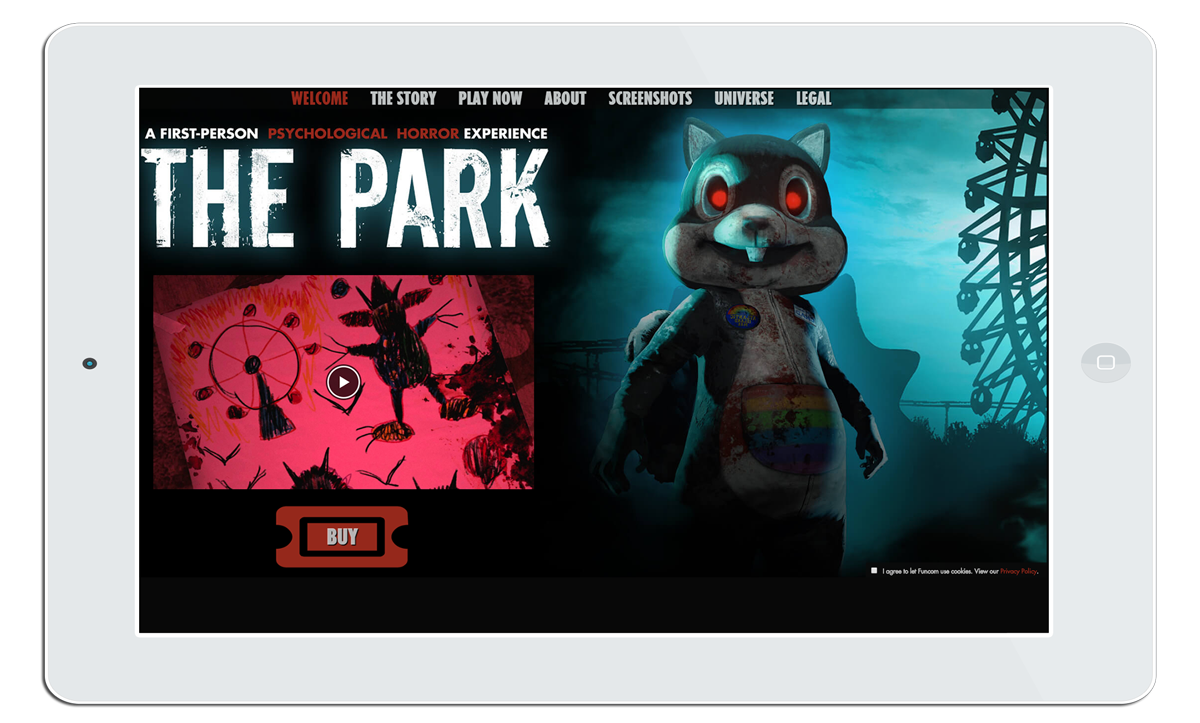 WELCOME THE STORY PLAY NOW ABOUT SCREENSHOTS UNIVERSE LEGAL
A FIRST-PERSON PSYCHOLOGICAL HORROR EXPERIENCE
THE PARK
BUY
I agree to let Funcom use cookies. View our Privacy Policy.